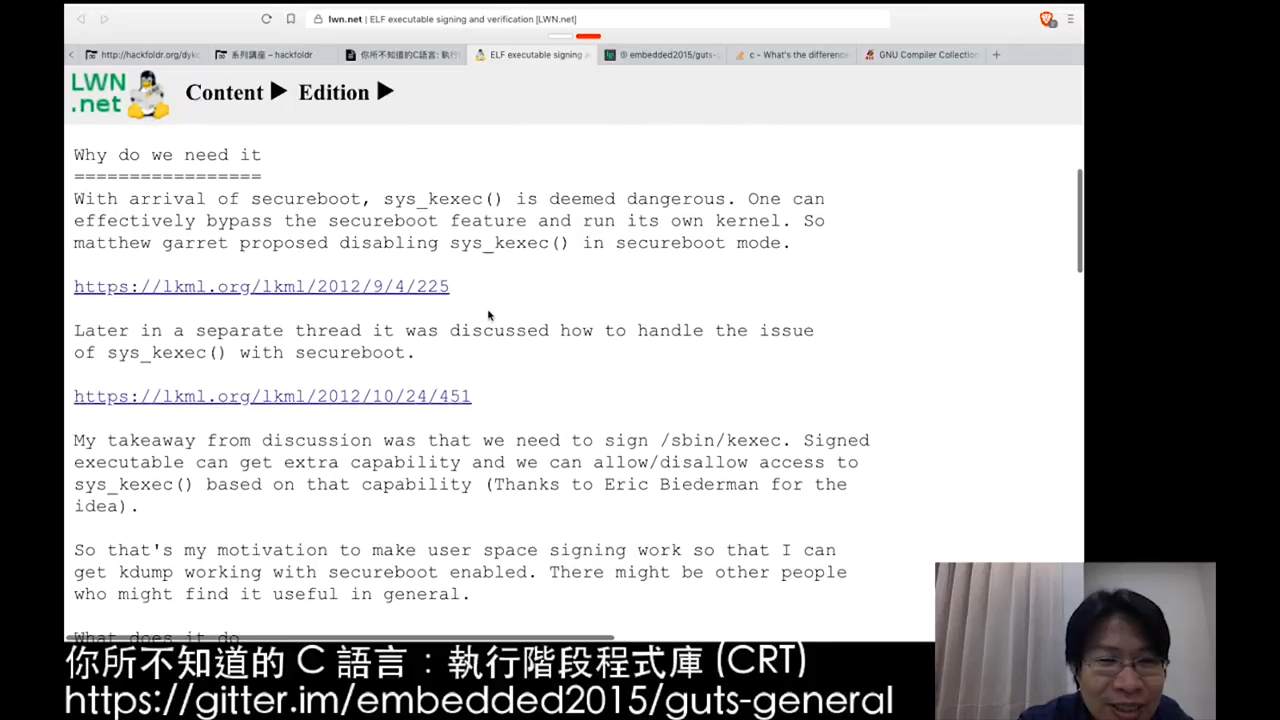 lwn.net | ELF executable signing and verification [LWN.net]
http://hackfoldr.org/dykc
系列講座 – hackfoldr
你所不知道的C語言: 執行
ELF executable signing a
embedded2015/guts-g
c - What's the difference
GNU Compiler Collection
LWN
.net
Content ▶ Edition ▶
Why do we need it
=================
With arrival of secureboot, sys_kexec() is deemed dangerous. One can
effectively bypass the secureboot feature and run its own kernel. So
matthew garret proposed disabling sys_kexec() in secureboot mode.
https://lkml.org/lkml/2012/9/4/225
Later in a separate thread it was discussed how to handle the issue
of sys_kexec() with secureboot.
https://lkml.org/lkml/2012/10/24/451
My takeaway from discussion was that we need to sign /sbin/kexec. Signed
executable can get extra capability and we can allow/disallow access to
sys_kexec() based on that capability (Thanks to Eric Biederman for the
idea).
So that's my motivation to make user space signing work so that I can
get kdump working with secureboot enabled. There might be other people
who might find it useful in general.
What does it do
你所不知道的 C 語言：執行階段程式庫 (CRT)
https://gitter.im/embedded2015/guts-general